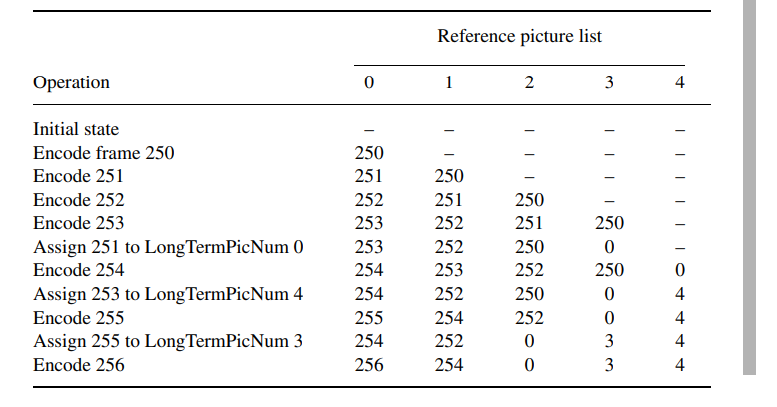 Reference picture list
Operation 0 1 2 3 4
Initial state – – – – –
Encode frame 250 250 – – – –
Encode 251 251 250 – – –
Encode 252 252 251 250 – –
Encode 253 253 252 251 250 –
Assign 251 to LongTermPicNum 0 253 252 250 0 –
Encode 254 254 253 252 250 0
Assign 253 to LongTermPicNum 4 254 252 250 0 4
Encode 255 255 254 252 0 4
Assign 255 to LongTermPicNum 3 254 252 0 3 4
Encode 256 256 254 0 3 4